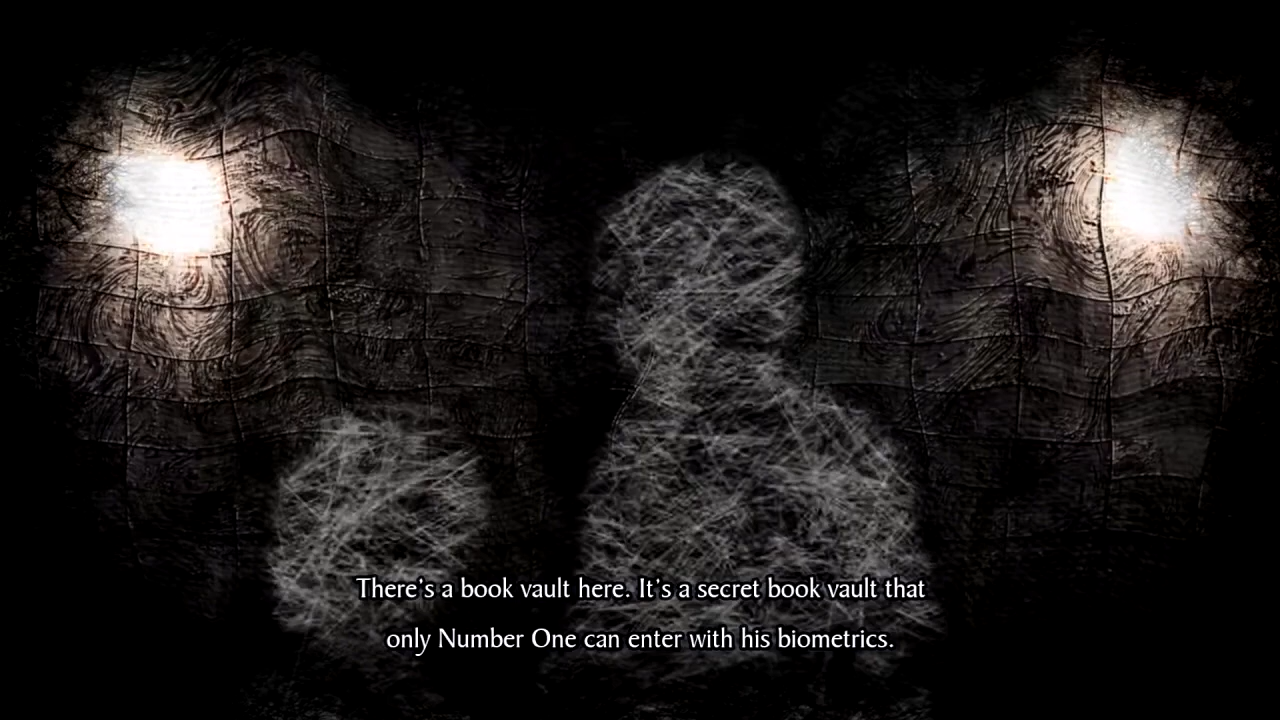 There's a book vault here. It's a secret book vault that
only Number One can enter with his biometrics.